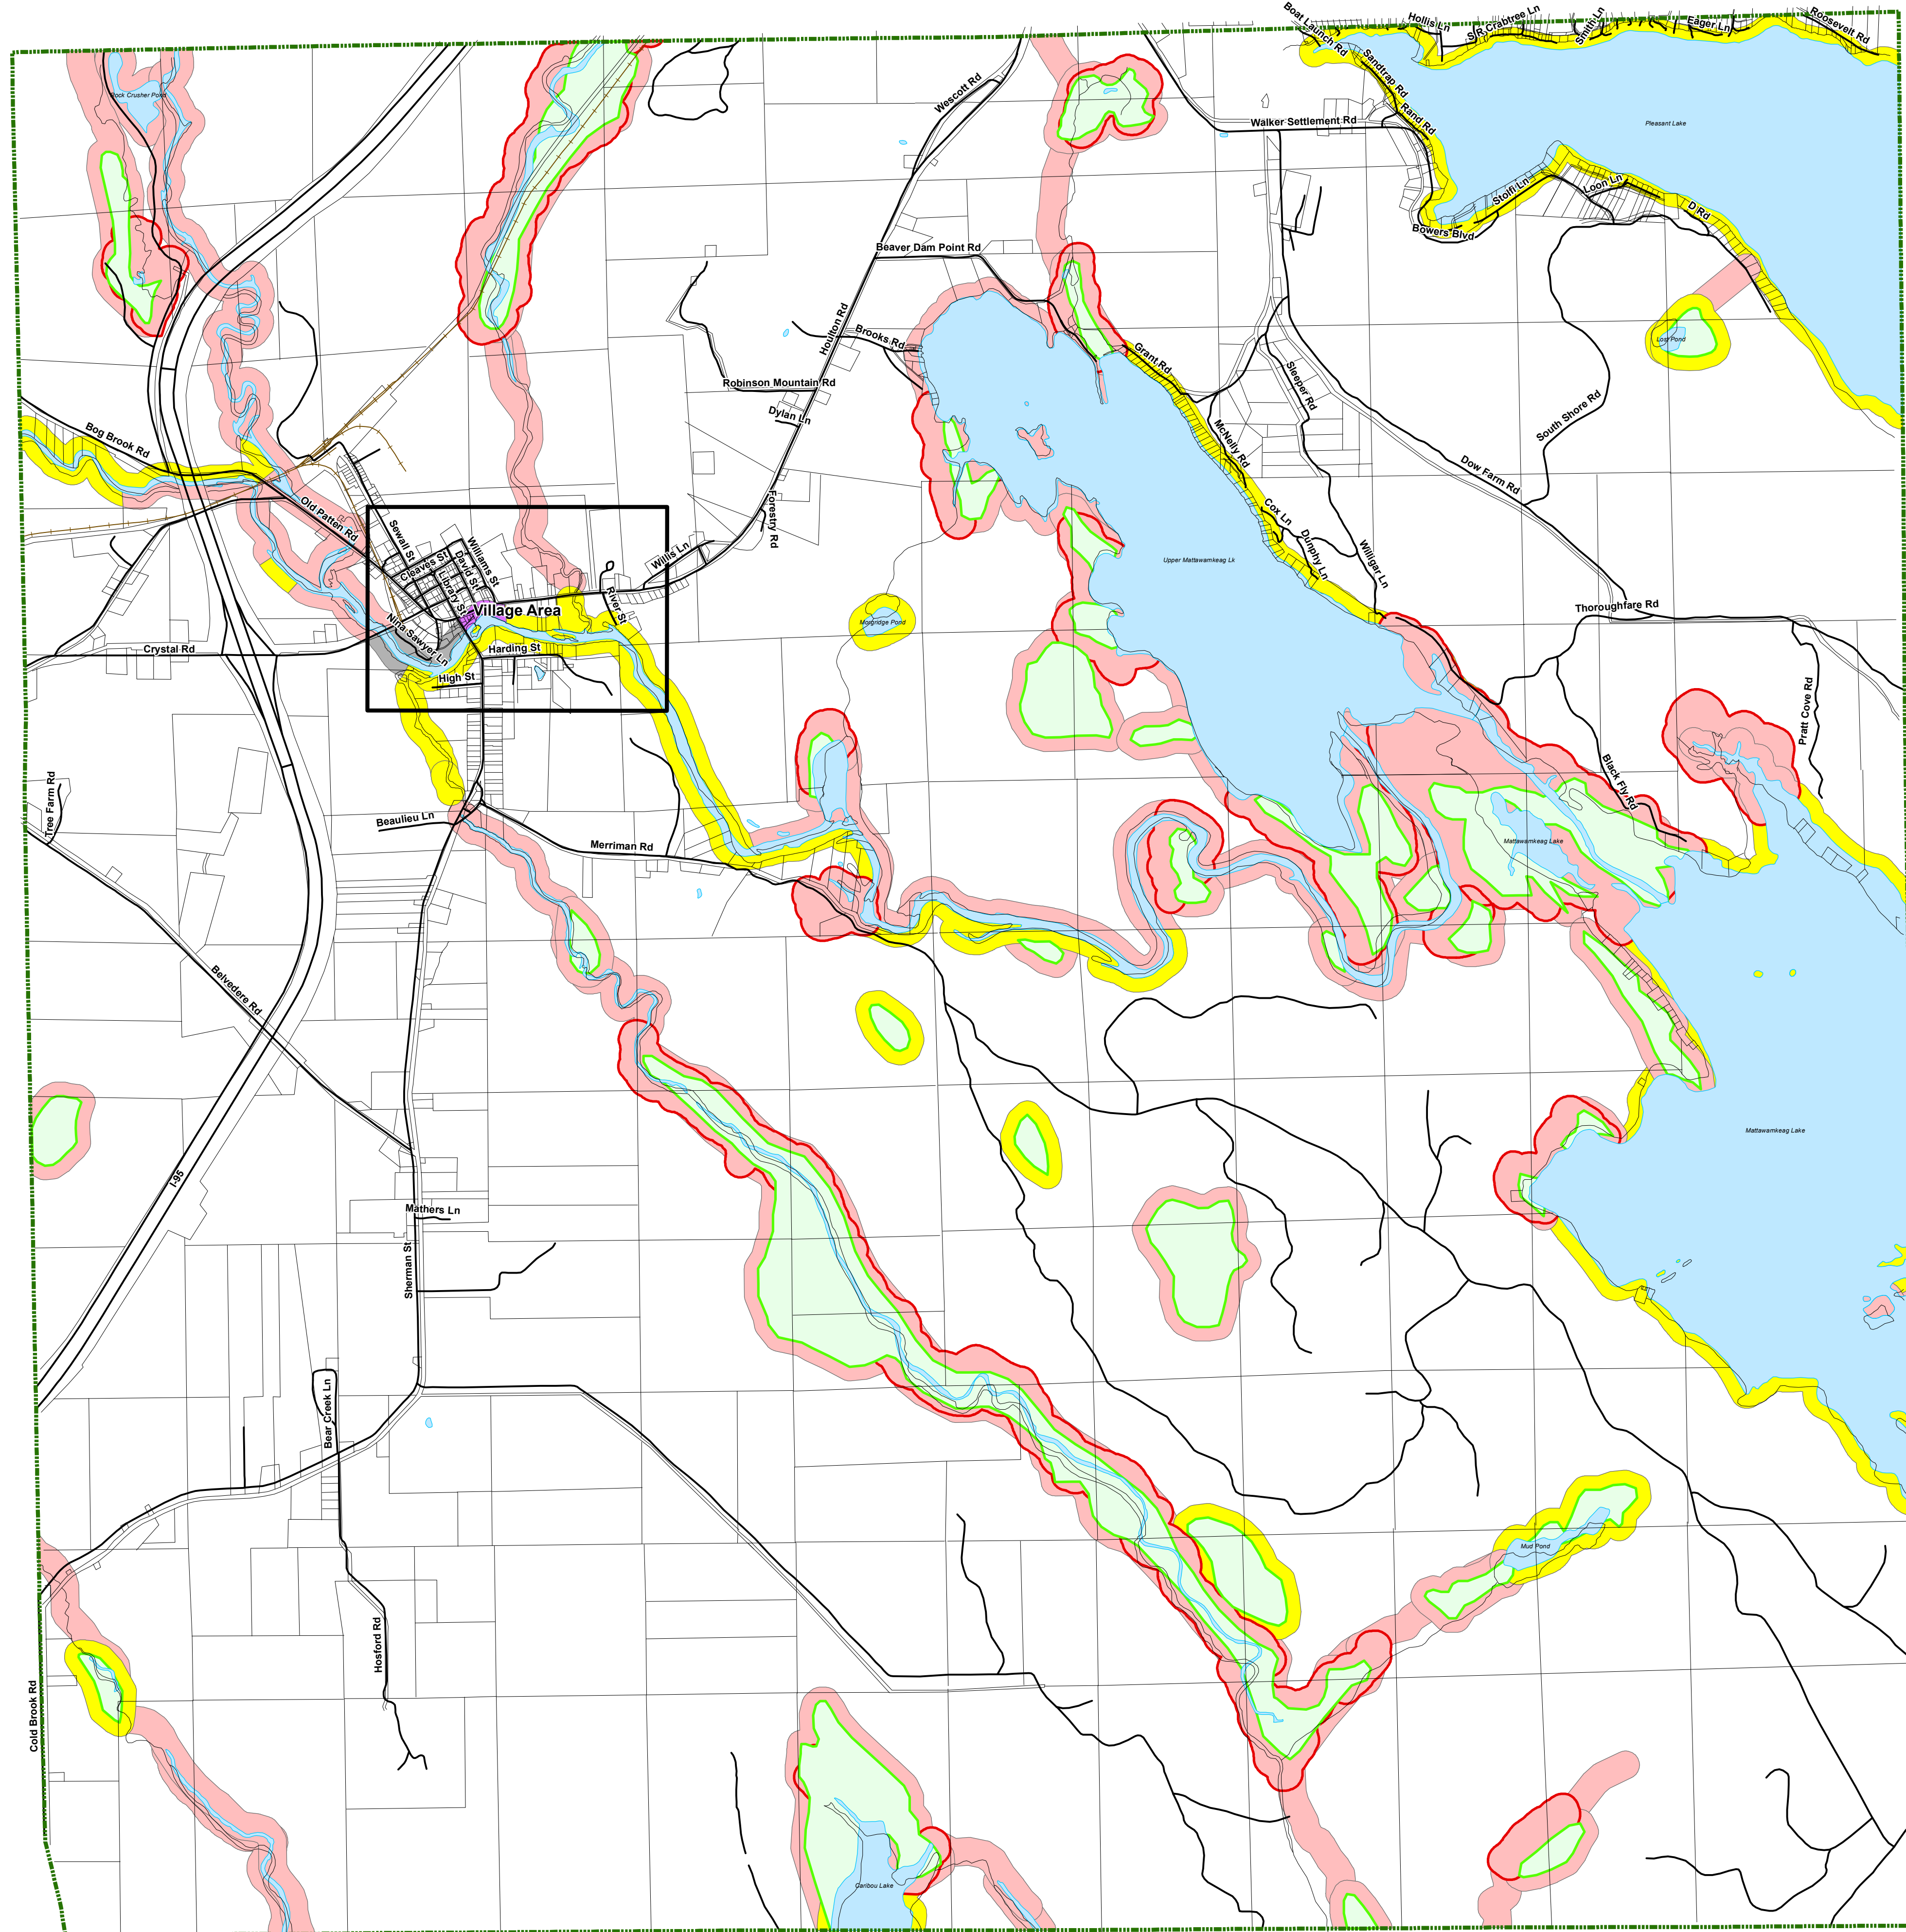 Boat Launch Rd
Hollis Ln
S R Crabtree Ln
Smith Ln
Eager Ln
Roosevelt Rd
Rock Crusher Pond
Wescott Rd
Sandtrap Rd
Rand Rd
Walker Settlement Rd
Pleasant Lake
Stolfi Ln
Loon Ln
D Rd
Bowers Blvd
Beaver Dam Point Rd
Houlton Rd
Brooks Rd
Grant Rd
Lost Pond
Robinson Mountain Rd
Sleeper Rd
South Shore Rd
Dylan Ln
Bog Brook Rd
McNelly Rd
Dow Farm Rd
Old Patten Rd
Forestry Rd
Cox Ln
Sewall St
Williams St
David St
Cleaves St
Library St
Willis Ln
Dunphy Ln
Willigar Ln
Upper Mattawamkeag Lk
River St
Village Area
Thoroughfare Rd
Morgridge Pond
Nina Sawyer Ln
Crystal Rd
Harding St
High St
Pratt Cove Rd
Black Fly Rd
Tree Farm Rd
Beaulieu Ln
Merriman Rd
Mattawamkeag Lake
Belvedere Rd
Mattawamkeag Lake
I-95
Mathers Ln
Sherman St
Bear Creek Ln
Mud Pond
Hosford Rd
Cold Brook Rd
Caribou Lake